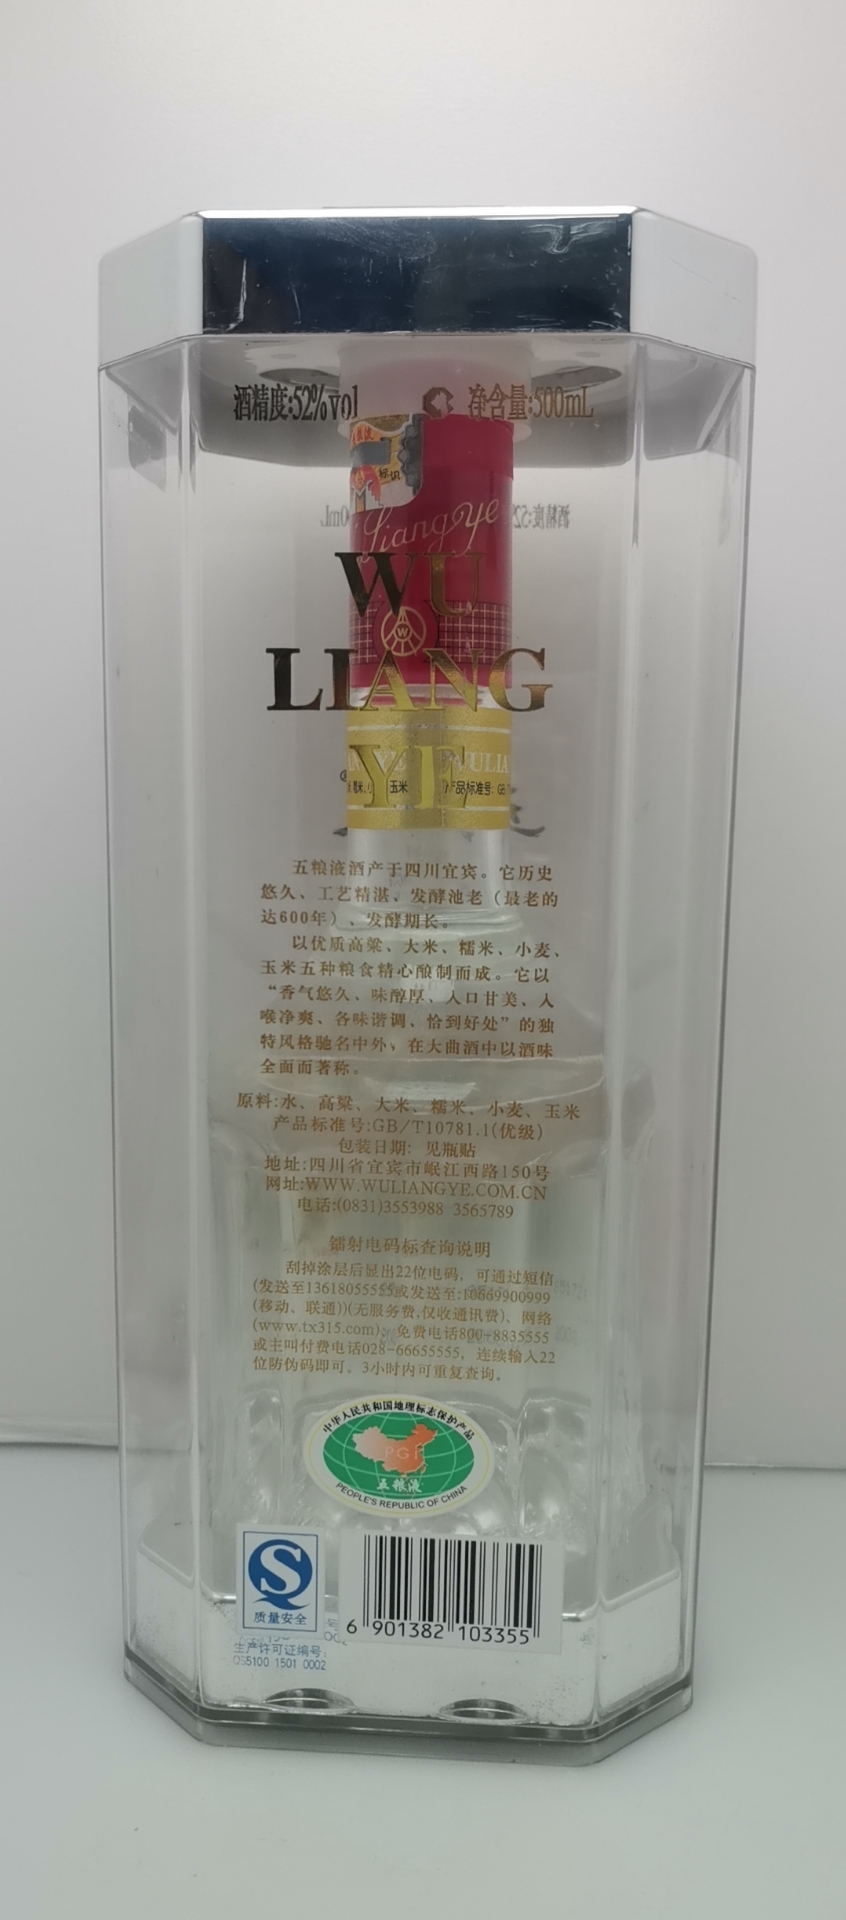 酒精度:52%vol 净含量:500mL
标识
Liangye
WU
LIANG
YE
WULIA
玉米 产品标准号: GB
五粮液酒产于四川宜宾。它历史
悠久、工艺精湛、发酵池老（最老的
达600年）、发酵期长。
以优质高粱、大米、糯米、小麦、
玉米五种粮食精心酿制而成。它以
“香气悠久、味醇厚、入口甘美、入
喉净爽、各味谐调、恰到好处”的独
特风格驰名中外，在大曲酒中以酒味
全面而著称。
原料:水、高粱、大米、糯米、小麦、玉米
产品标准号:GB/T10781.1(优级)
包装日期: 见瓶贴
地址:四川省宜宾市岷江西路150号
网址:WWW.WULIANGYE.COM.CN
电话:(0831)3553988 3565789
镭射电码标查询说明
刮掉涂层后显出22位电码，可通过短信
(发送至13618055555或发送至:10669900999
(移动、联通))(无服务费,仅收通讯费)、网络
(www.tx315.com); 免费电话800-8835555
或主叫付费电话028-66655555，连续输入22
位防伪码即可。3小时内可重复查询。
中华人民共和国地理标志保护产品
PGI
五粮液
PEOPLE'S REPUBLIC OF CHINA
S
质量安全
生产许可证编号:
QS5100 1501 0002
6 901382 103355